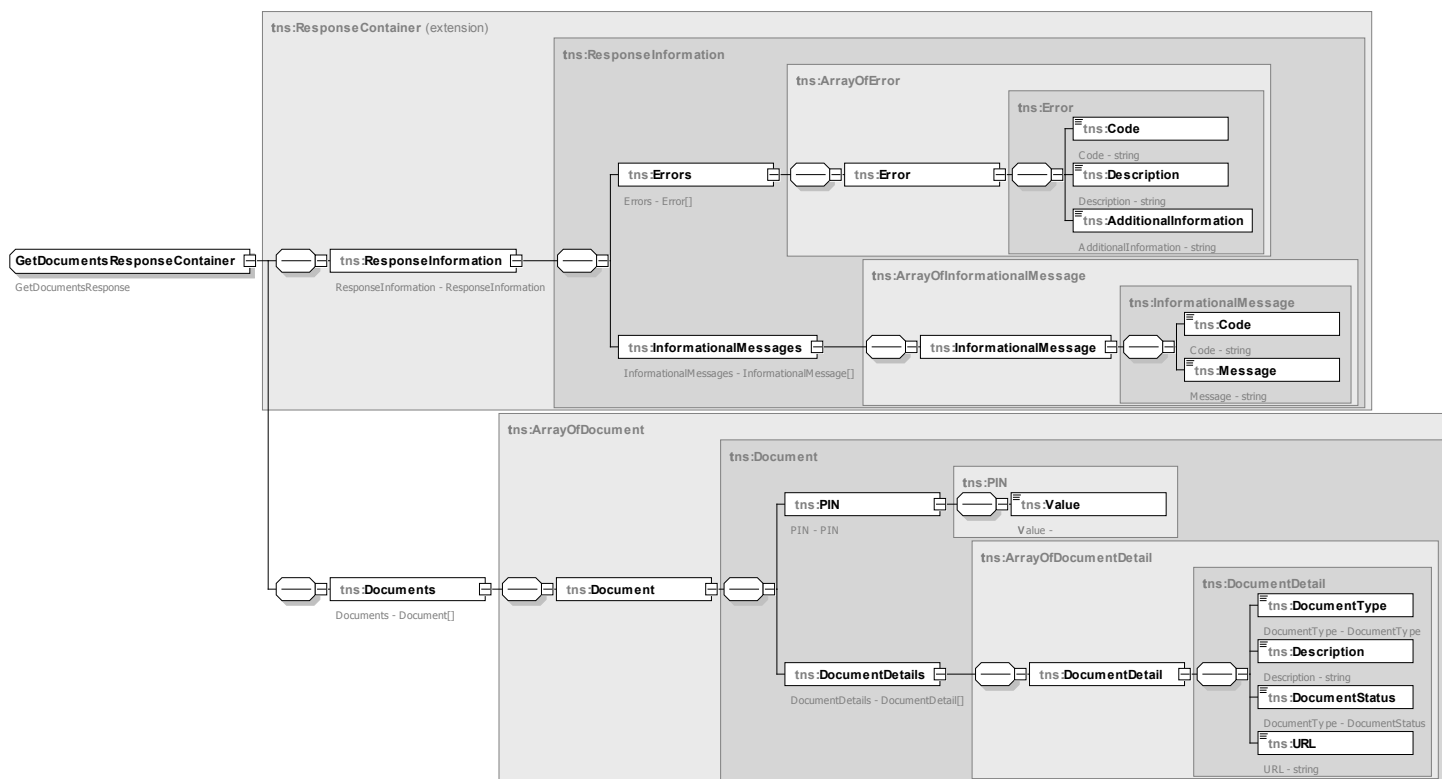 tns:ResponseContainer (extension)
tns:ResponseInformation
tns:ArrayOfError
tns:Error
tns:Code
Code - string
tns:Errors
Errors - Error[]
tns:Error
tns:Description
Description - string
tns:AdditionalInformation
AdditionalInformation - string
GetDocumentsResponseContainer
GetDocumentsResponse
tns:ResponseInformation
ResponseInformation - ResponseInformation
tns:ArrayOfInformationalMessage
tns:InformationalMessage
tns:Code
Code - string
tns:InformationalMessages
InformationalMessages - InformationalMessage[]
tns:InformationalMessage
tns:Message
Message - string
tns:ArrayOfDocument
tns:Document
tns:PIN
tns:PIN
PIN - PIN
tns:Value
Value -
tns:ArrayOfDocumentDetail
tns:DocumentDetail
tns:Documents
Documents - Document[]
tns:Document
tns:DocumentType
DocumentType - DocumentType
tns:Description
Description - string
tns:DocumentDetails
DocumentDetails - DocumentDetail[]
tns:DocumentDetail
tns:DocumentStatus
DocumentType - DocumentStatus
tns:URL
URL - string